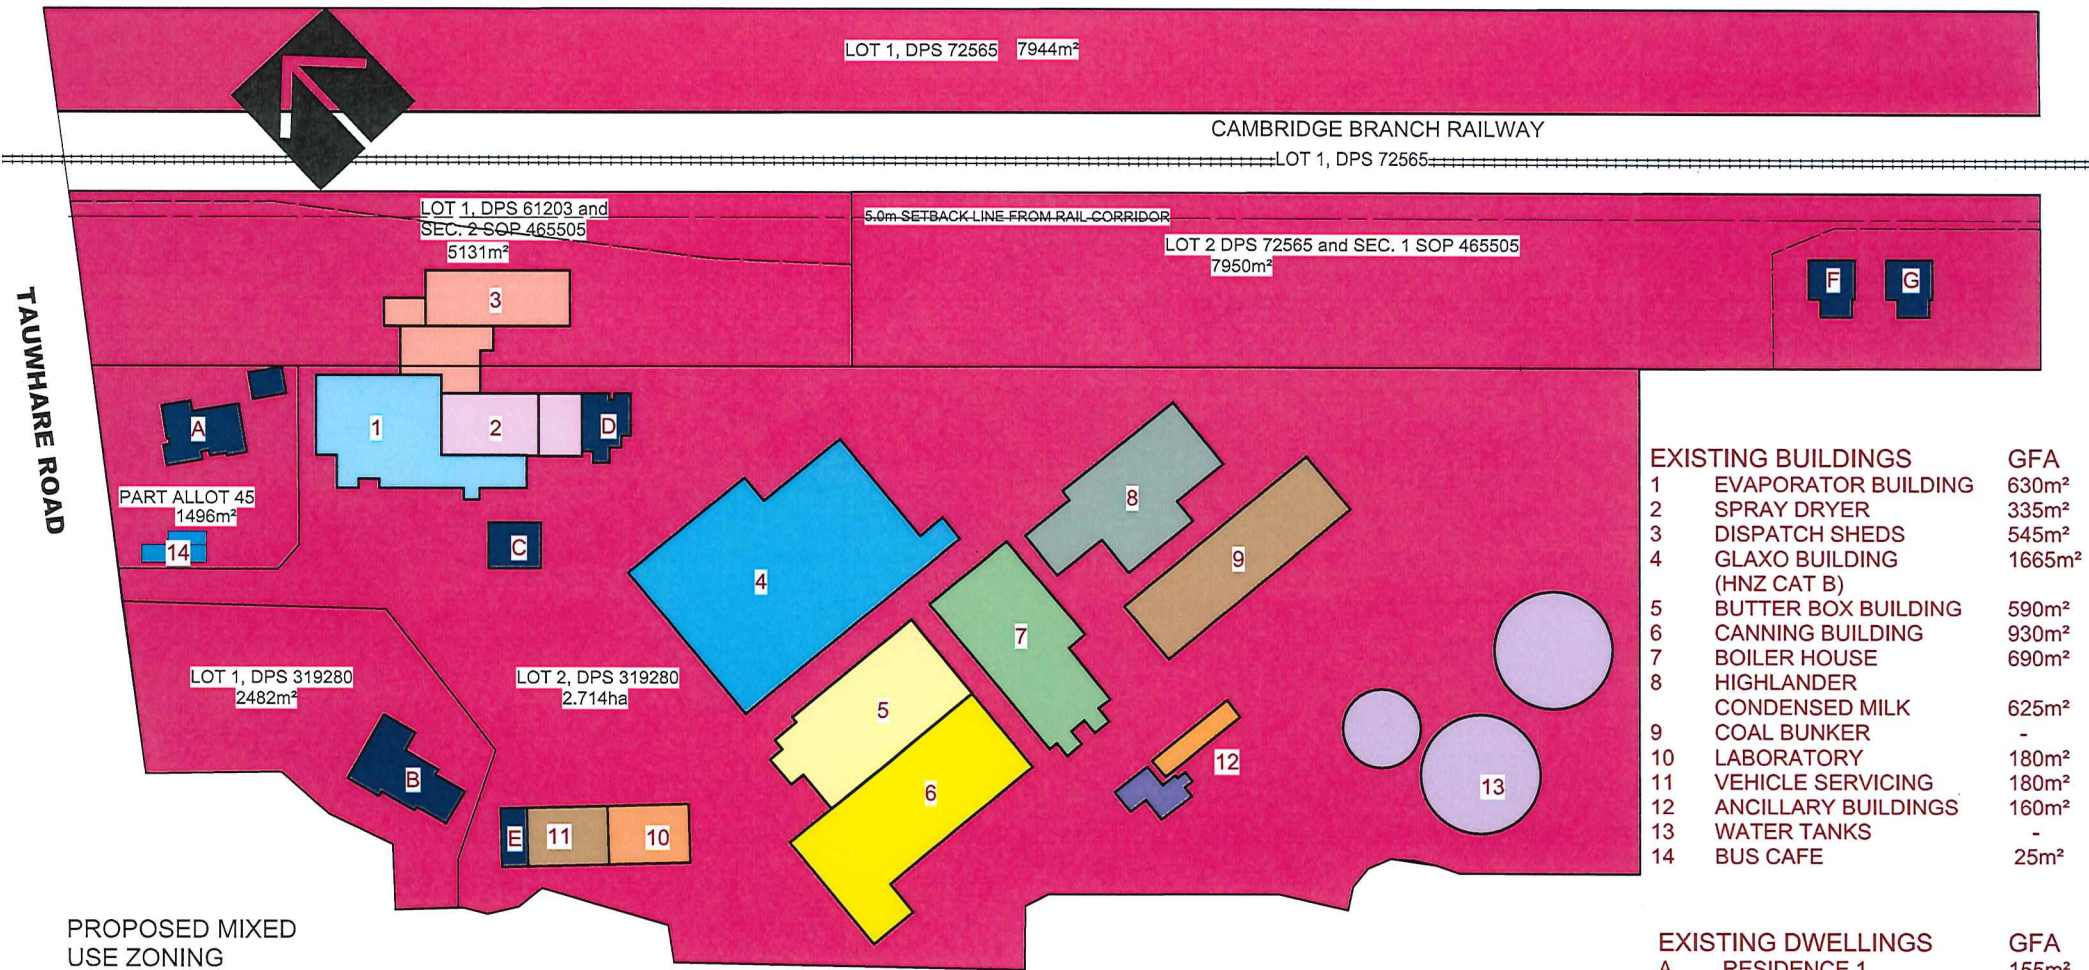 LOT 1, DPS 72565 7944m²
CAMBRIDGE BRANCH RAILWAY
LOT 1, DPS 72565
LOT 1, DPS 61203 and
SEC. 2 SOP 465505
5131m²
5.0m SETBACK LINE FROM RAIL CORRIDOR
LOT 2 DPS 72565 and SEC. 1 SOP 465505
7950m²
F
G
TAUWHARE ROAD
3
A
1
2
D
PART ALLOT 45
1496m²
14
C
4
8
9
7
LOT 1, DPS 319280
2482m²
LOT 2, DPS 319280
2.714ha
5
B
6
12
13
E
11
10
EXISTING BUILDINGS GFA
1 EVAPORATOR BUILDING 630m²
2 SPRAY DRYER 335m²
3 DISPATCH SHEDS 545m²
4 GLAXO BUILDING 1665m²
(HNZ CAT B)
5 BUTTER BOX BUILDING 590m²
6 CANNING BUILDING 930m²
7 BOILER HOUSE 690m²
8 HIGHLANDER
CONDENSED MILK 625m²
9 COAL BUNKER -
10 LABORATORY 180m²
11 VEHICLE SERVICING 180m²
12 ANCILLARY BUILDINGS 160m²
13 WATER TANKS -
14 BUS CAFE 25m²
PROPOSED MIXED
USE ZONING
EXISTING DWELLINGS GFA
A RESIDENCE 1 155m²